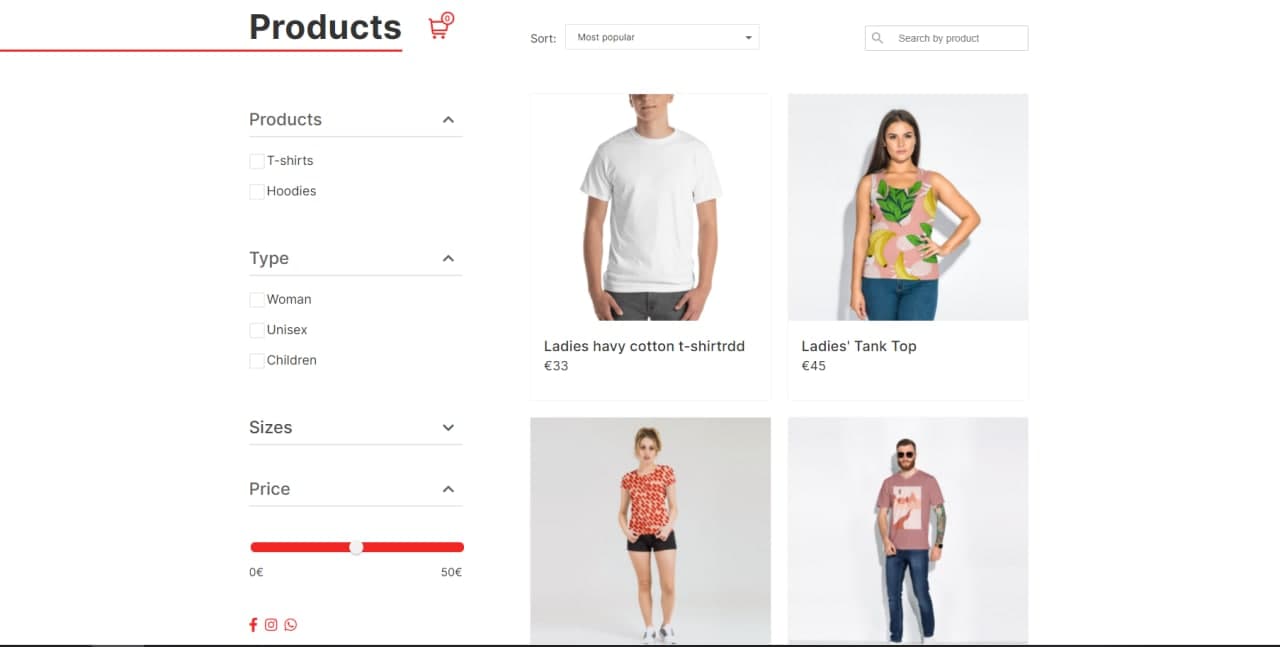 Products
0
Sort:
Most popular
Search by product
Products
T-shirts
Hoodies
Type
Woman
Unisex
Children
Sizes
Price
0€
50€
Ladies havy cotton t-shirtrdd
€33
Ladies' Tank Top
€45